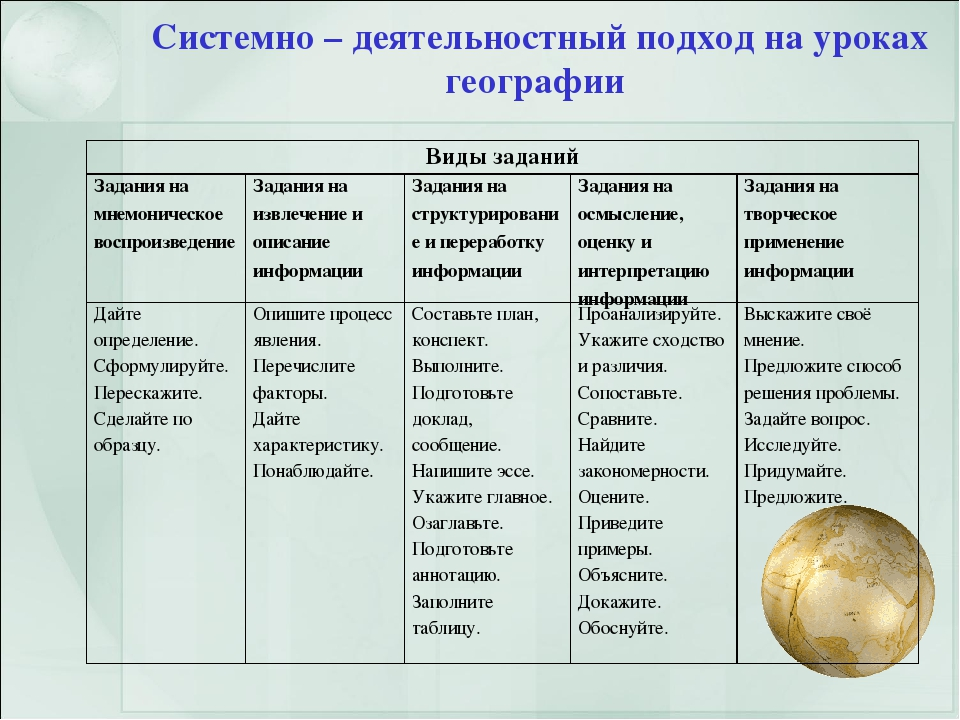 Системно – деятельностный подход на уроках
географии
Виды заданий
Задания на
мнемоническое
воспроизведение
Задания на
извлечение и
описание
информации
Задания на
структурировани
е и переработку
информации
Задания на
осмысление,
оценку и
интерпретацию
информации
Задания на
творческое
применение
информации
Дайте
определение.
Сформулируйте.
Перескажите.
Сделайте по
образцу.
Опишите процесс
явления.
Перечислите
факторы.
Дайте
характеристику.
Понаблюдайте.
Составьте план,
конспект.
Выполните.
Подготовьте
доклад,
сообщение.
Напишите эссе.
Укажите главное.
Озаглавьте.
Подготовьте
аннотацию.
Заполните
таблицу.
Проанализируйте.
Укажите сходство
и различия.
Сопоставьте.
Сравните.
Найдите
закономерности.
Оцените.
Приведите
примеры.
Объясните.
Докажите.
Обоснуйте.
Выскажите своё
мнение.
Предложите способ
решения проблемы.
Задайте вопрос.
Исследуйте.
Придумайте.
Предложите.